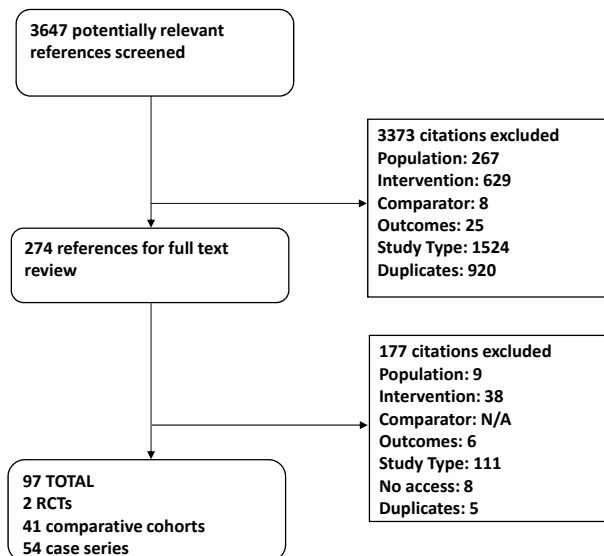 3647 potentially relevant
references screened
3373 citations excluded
Population: 267
Intervention: 629
Comparator: 8
Outcomes: 25
Study Type: 1524
Duplicates: 920
274 references for full text
review
177 citations excluded
Population: 9
Intervention: 38
Comparator: N/A
Outcomes: 6
Study Type: 111
No access: 8
Duplicates: 5
97 TOTAL
2 RCTs
41 comparative cohorts
54 case series